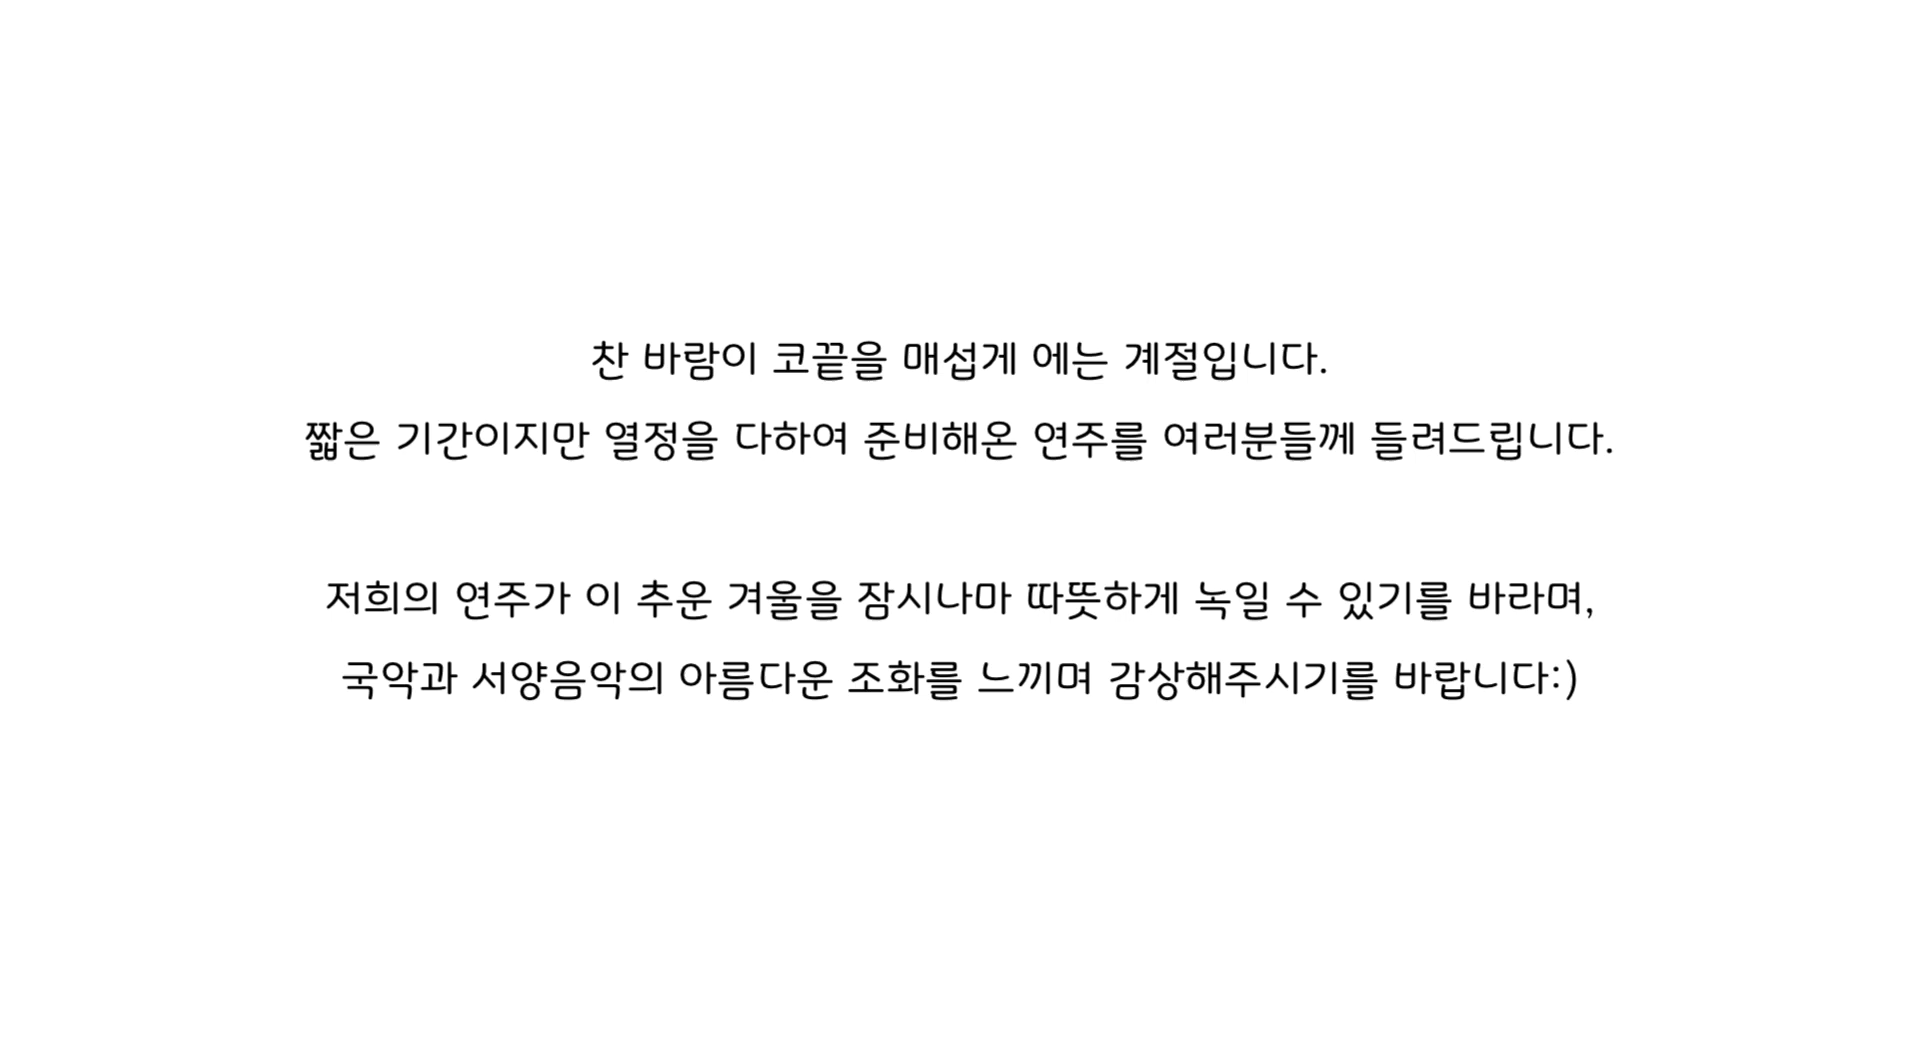 찬 바람이 코끝을 매섭게 에는 계절입니다.
짧은 기간이지만 열정을 다하여 준비해온 연주를 여러분들께 들려드립니다.
저희의 연주가 이 추운 겨울을 잠시나마 따뜻하게 녹일 수 있기를 바라며,
국악과 서양음악의 아름다운 조화를 느끼며 감상해주시기를 바랍니다:)